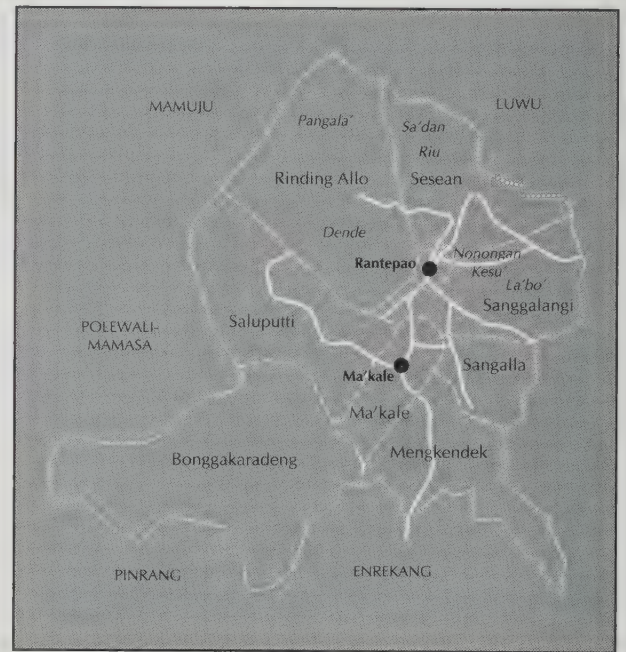 MAMUJU
LUWU
Pangala'
Sa'dan
Riu
Rinding Allo
Sesean
Dende
Nonongan
Rantepao
Kesu'
La'bo'
Sanggalangi
POLEWALI-
MAMASA
Saluputti
Sangalla
Ma'kale
Ma'kale
Mengkendek
Bonggakaradeng
PINRANG
ENREKANG